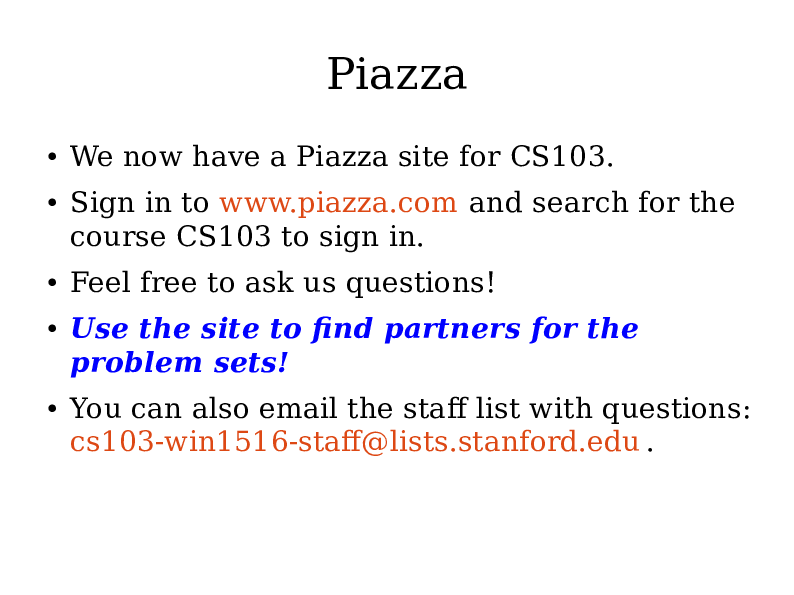 Piazza
• We now have a Piazza site for CS103.
• Sign in to www.piazza.com and search for the
course CS103 to sign in.
• Feel free to ask us questions!
• Use the site to find partners for the
problem sets!
• You can also email the staff list with questions:
cs103-win1516-staff@lists.stanford.edu.